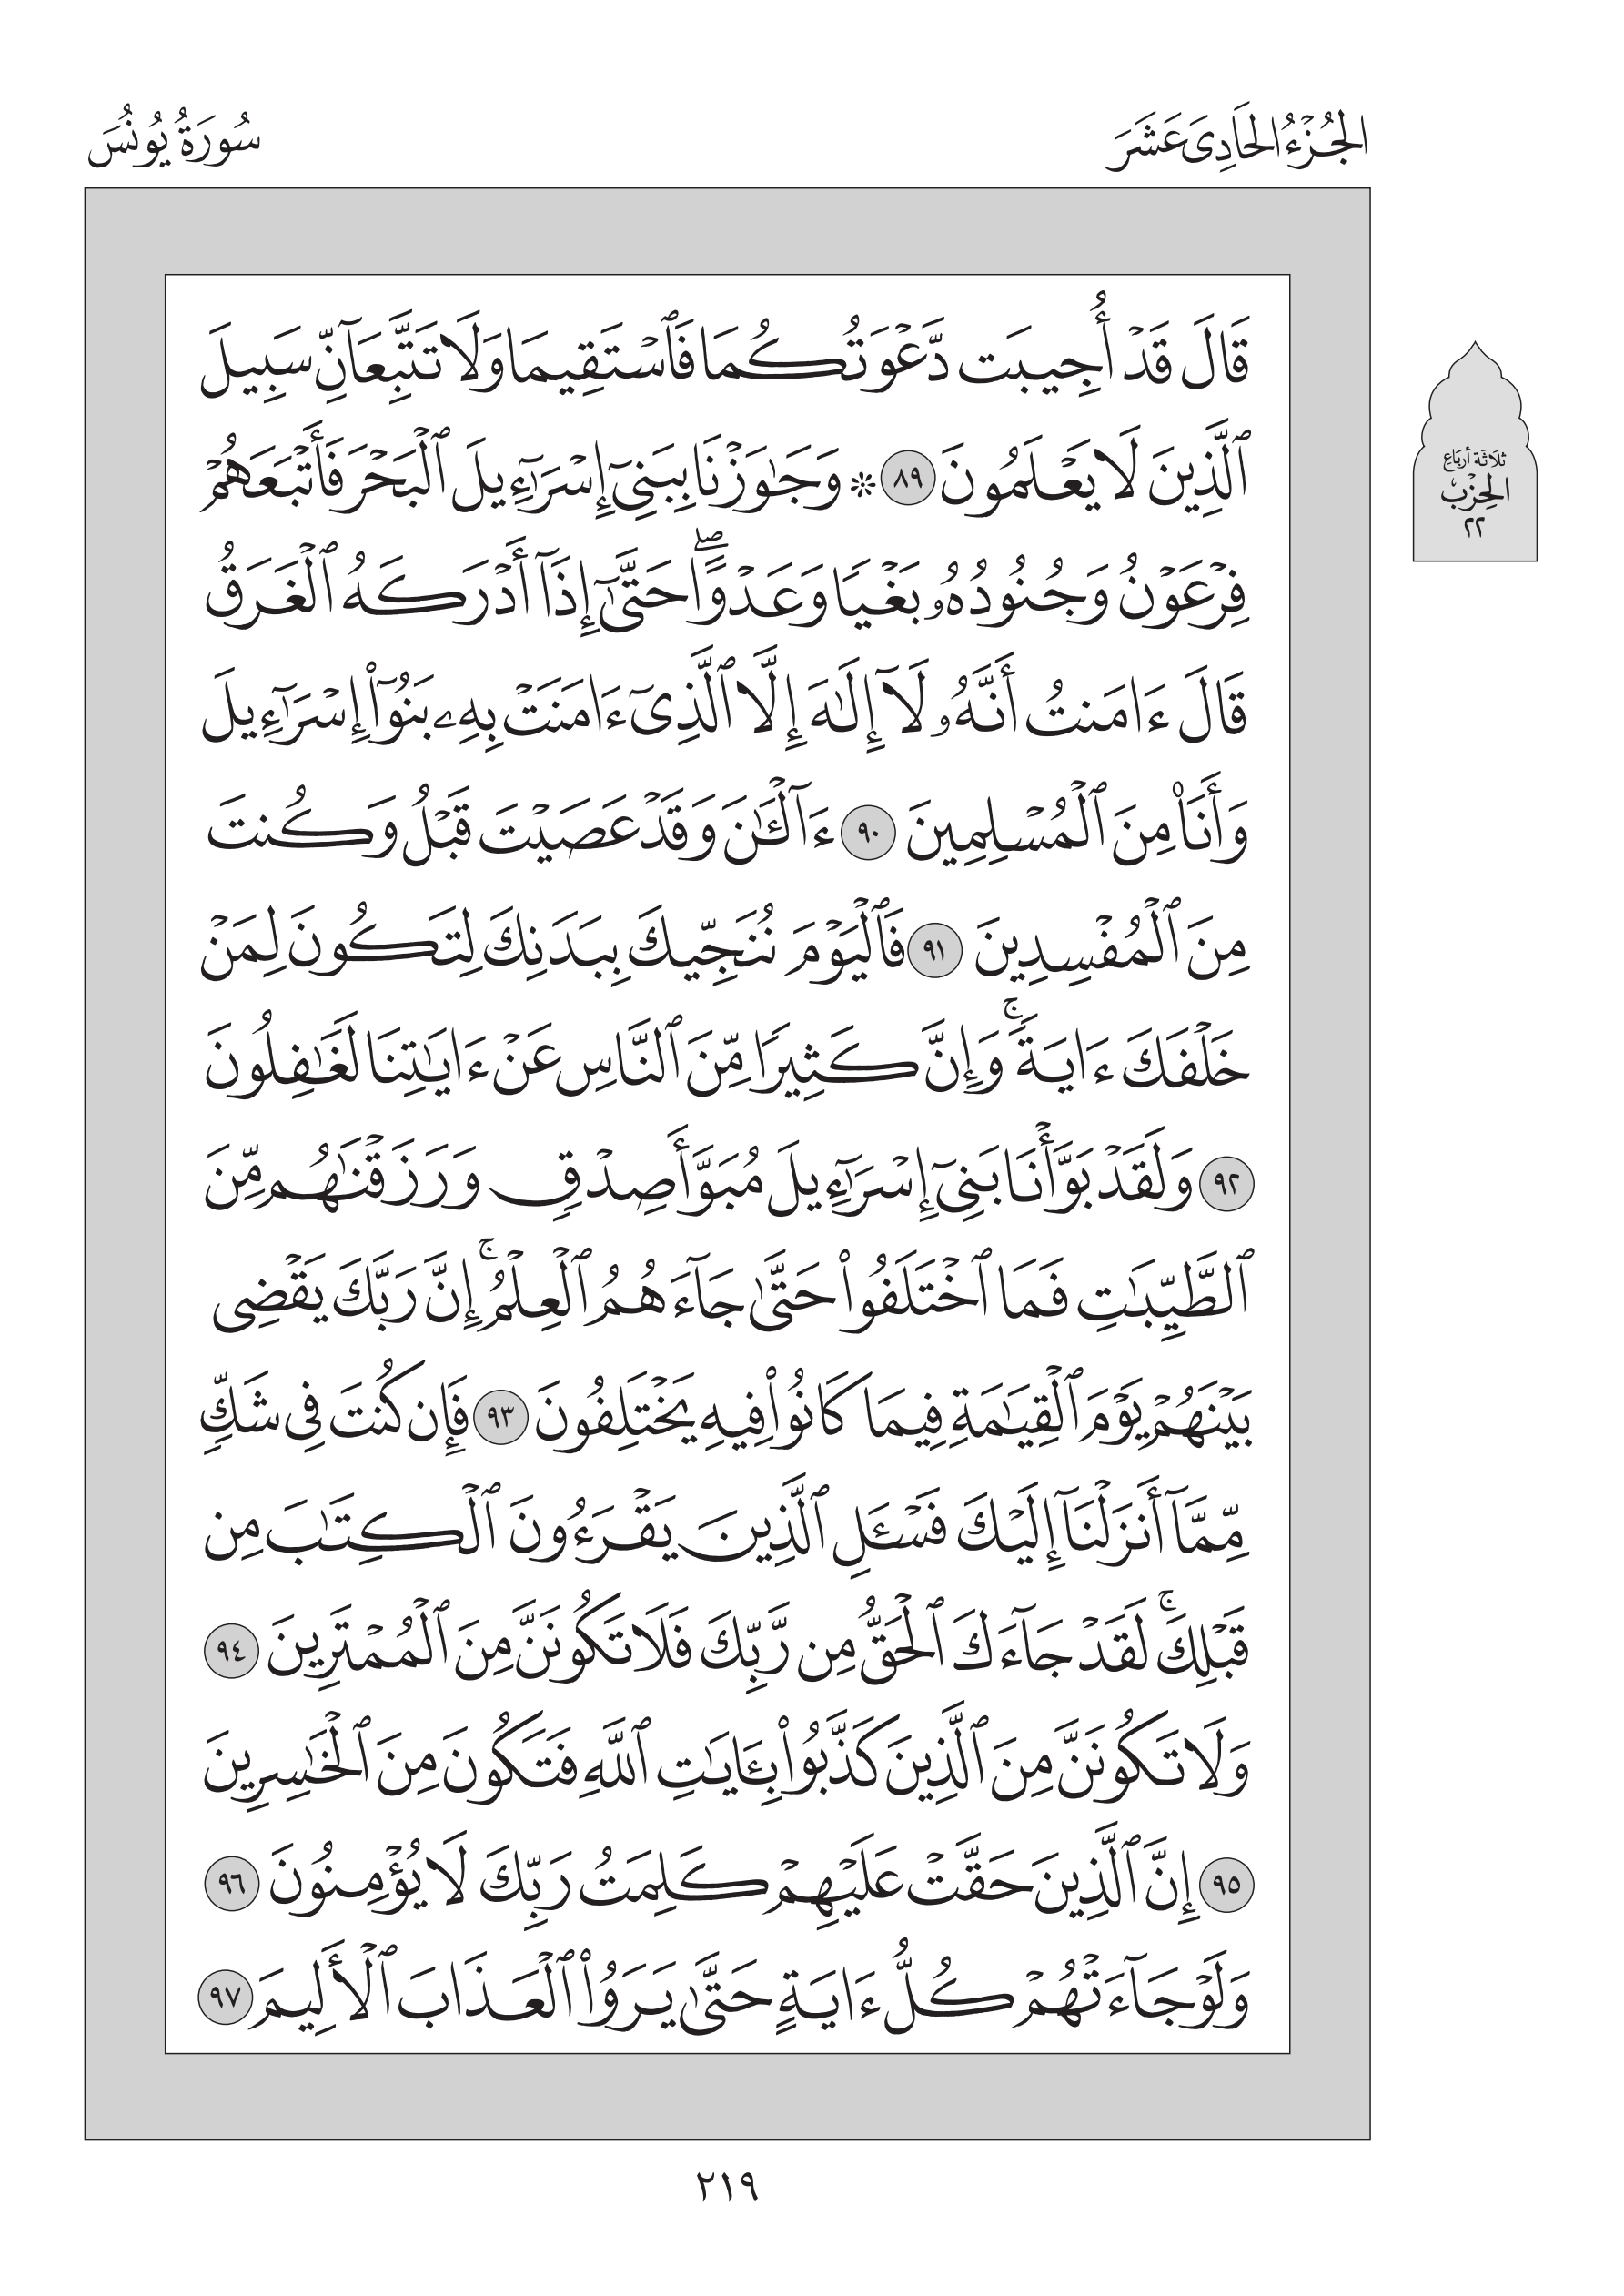 الجُزْءُ الحَادِيَ عَشَرَ
سُورَةُ يُونُسَ
قَالَ قَدْ أُجِيبَت دَّعْوَتُكُمَا فَٱسْتَقِيمَا وَلَا تَتَّبِعَآنِّ سَبِيلَ
ٱلَّذِينَ لَا يَعْلَمُونَ ٨٩ ۞ وَجَٰوَزْنَا بِبَنِىٓ إِسْرَٰٓءِيلَ ٱلْبَحْرَ فَأَتْبَعَهُمْ
فِرْعَوْنُ وَجُنُودُهُۥ بَغْيًا وَعَدْوًا ۖ حَتَّىٰٓ إِذَآ أَدْرَكَهُ ٱلْغَرَقُ
قَالَ ءَامَنتُ أَنَّهُۥ لَآ إِلَٰهَ إِلَّا ٱلَّذِىٓ ءَامَنَتْ بِهِۦ بَنُوٓا۟ إِسْرَٰٓءِيلَ
وَأَنَا۠ مِنَ ٱلْمُسْلِمِينَ ٩٠ ءَآلْـَٰٔنَ وَقَدْ عَصَيْتَ قَبْلُ وَكُنتَ
مِنَ ٱلْمُفْسِدِينَ ٩١ فَٱلْيَوْمَ نُنَجِّيكَ بِبَدَنِكَ لِتَكُونَ لِمَنْ
خَلْفَكَ ءَايَةً ۚ وَإِنَّ كَثِيرًا مِّنَ ٱلنَّاسِ عَنْ ءَايَٰتِنَا لَغَٰفِلُونَ
٩٢ وَلَقَدْ بَوَّأْنَا بَنِىٓ إِسْرَٰٓءِيلَ مُبَوَّأَ صِدْقٍ وَرَزَقْنَٰهُم مِّنَ
ٱلطَّيِّبَٰتِ فَمَا ٱخْتَلَفُوا۟ حَتَّىٰ جَآءَهُمُ ٱلْعِلْمُ ۚ إِنَّ رَبَّكَ يَقْضِى
بَيْنَهُمْ يَوْمَ ٱلْقِيَٰمَةِ فِيمَا كَانُوا۟ فِيهِ يَخْتَلِفُونَ ٩٣ فَإِن كُنتَ فِى شَكٍّ
مِّمَّآ أَنزَلْنَآ إِلَيْكَ فَسْـَٔلِ ٱلَّذِينَ يَقْرَءُونَ ٱلْكِتَٰبَ مِن
قَبْلِكَ ۚ لَقَدْ جَآءَكَ ٱلْحَقُّ مِن رَّبِّكَ فَلَا تَكُونَنَّ مِنَ ٱلْمُمْتَرِينَ ٩٤
وَلَا تَكُونَنَّ مِنَ ٱلَّذِينَ كَذَّبُوا۟ بِـَٔايَٰتِ ٱللَّهِ فَتَكُونَ مِنَ ٱلْخَٰسِرِينَ
٩٥ إِنَّ ٱلَّذِينَ حَقَّتْ عَلَيْهِمْ كَلِمَتُ رَبِّكَ لَا يُؤْمِنُونَ ٩٦
وَلَوْ جَآءَتْهُمْ كُلُّ ءَايَةٍ حَتَّىٰ يَرَوُا۟ ٱلْعَذَابَ ٱلْأَلِيمَ ٩٧
ثلاثة أرباع
الحزب
٢٢
٢١٩